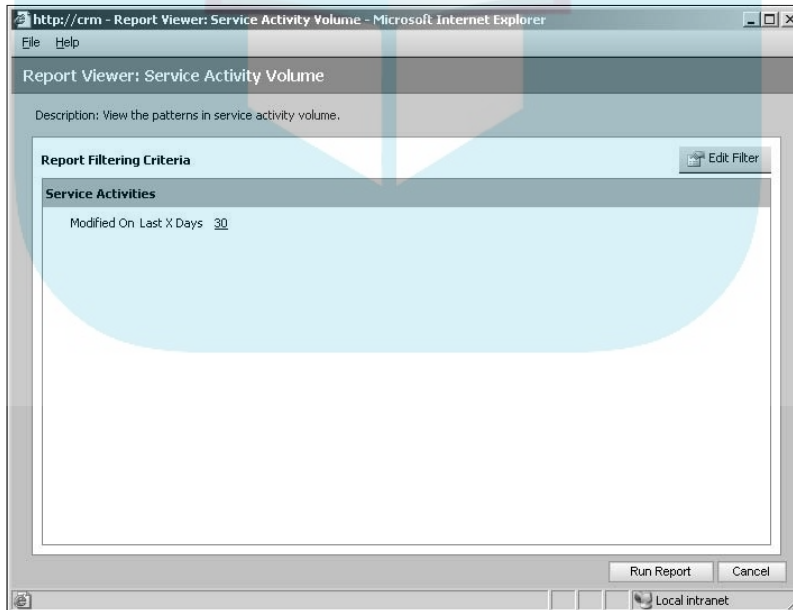 http://crm - Report Viewer: Service Activity Volume - Microsoft Internet Explorer
File Help
Report Viewer: Service Activity Volume
Description: View the patterns in service activity volume.
Report Filtering Criteria
Edit Filter
Service Activities
Modified On Last X Days 30
Run Report Cancel
Local intranet